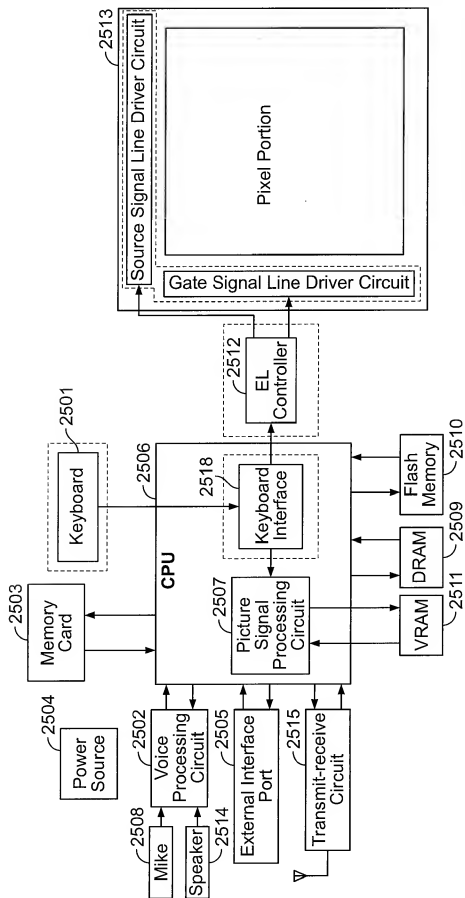 2504
Power
Source
2503
Memory
Card
2501
Keyboard
2508
Mike
2514
Speaker
2502
Voice
Processing
Circuit
2505
External Interface
Port
2515
Transmit-receive
Circuit
2506
CPU
2507
Picture
Signal
Processing
Circuit
2518
Keyboard
Interface
2511
VRAM
2509
DRAM
2510
Flash
Memory
2512
EL
Controller
2513
Source Signal Line Driver Circuit
Gate Signal Line Driver Circuit
Pixel Portion